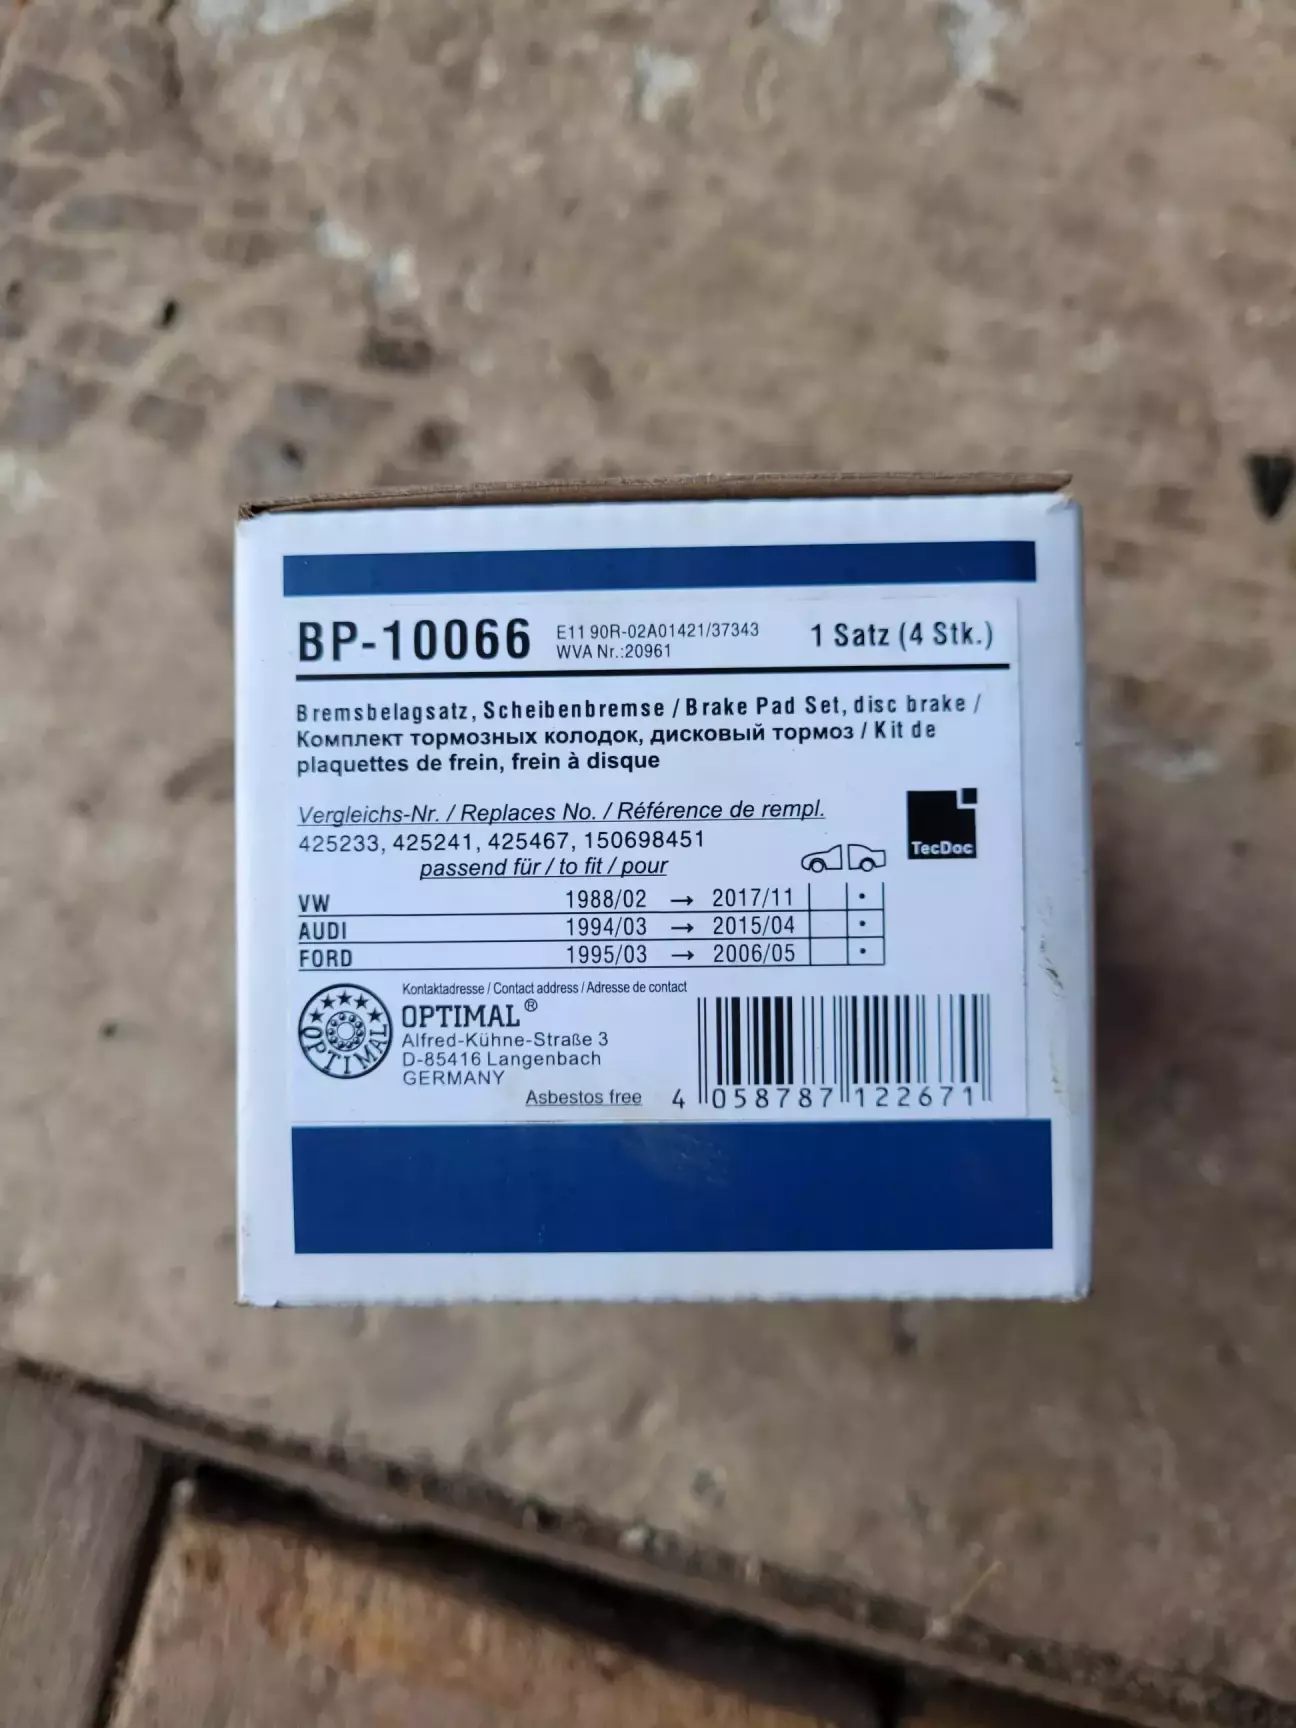 BP-10066 E11 90R-02A01421/37343 1 Satz (4 Stk.)
WVA Nr.:20961
Bremsbelagsatz, Scheibenbremse / Brake Pad Set, disc brake /
Комплект тормозных колодок, дисковый тормоз / Kit de
plaquettes de frein, frein à disque
Vergleichs-Nr. / Replaces No. / Référence de rempl.
425233, 425241, 425467, 150698451
passend für / to fit / pour
TecDoc
VW 1988/02 → 2017/11
AUDI 1994/03 → 2015/04
FORD 1995/03 → 2006/05
Kontaktadresse / Contact address / Adresse de contact
OPTIMAL®
Alfred-Kühne-Straße 3
D-85416 Langenbach
GERMANY
OPTIMAL
Asbestos free
4 058787 122671